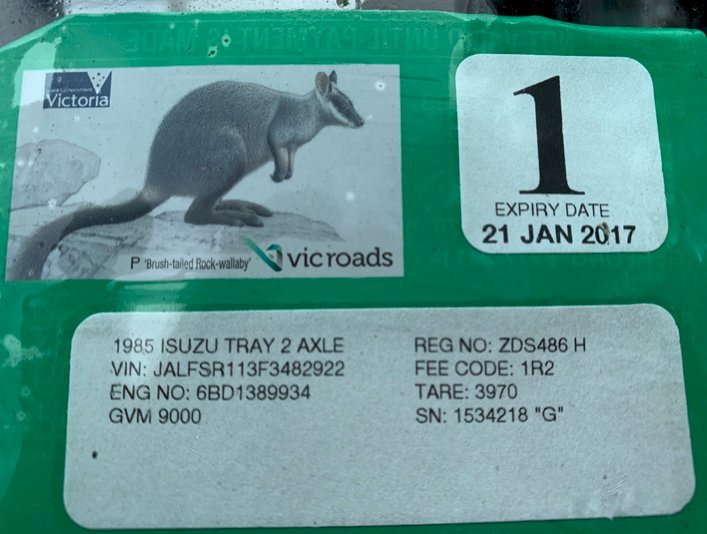 Victoria
P 'Brush-tailed Rock-wallaby'
vicroads
1
EXPIRY DATE
21 JAN 2017
1985 ISUZU TRAY 2 AXLE
VIN: JALFSR113F3482922
ENG NO: 6BD1389934
GVM 9000
REG NO: ZDS486 H
FEE CODE: 1R2
TARE: 3970
SN: 1534218 "G"